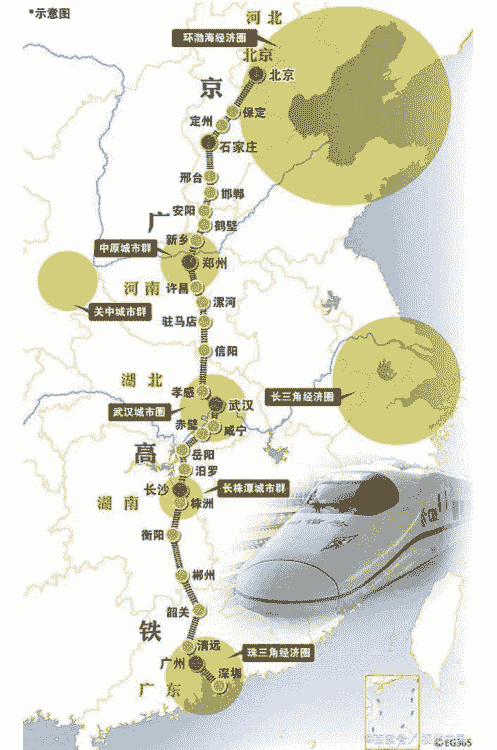 *示意图
河北
环渤海经济圈
北京
北京
京
保定
定州
石家庄
邢台
邯郸
安阳
广
鹤壁
新乡
中原城市群
郑州
河南
许昌
关中城市群
漯河
驻马店
信阳
湖北
孝感
长三角经济圈
武汉
武汉城市圈
赤壁
咸宁
高
岳阳
汨罗
长沙
长株潭城市群
湖南
株洲
衡阳
郴州
韶关
铁
清远
珠三角经济圈
广州
深圳
广东
©EG365